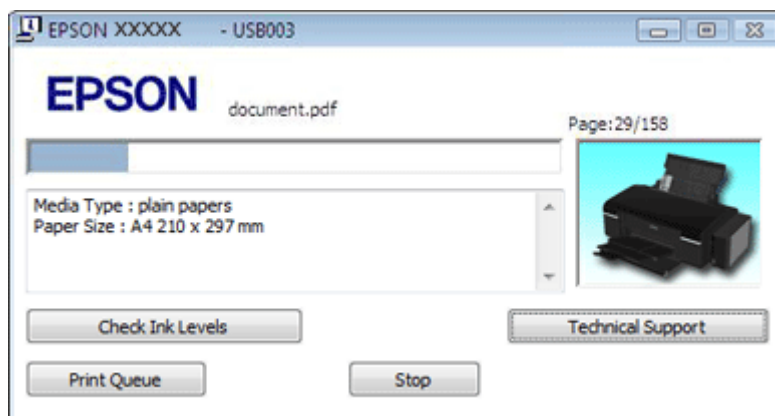 EPSON XXXXX - USB003
EPSON
document.pdf
Page:29/158
Media Type : plain papers
Paper Size : A4 210 x 297 mm
Check Ink Levels
Technical Support
Print Queue
Stop